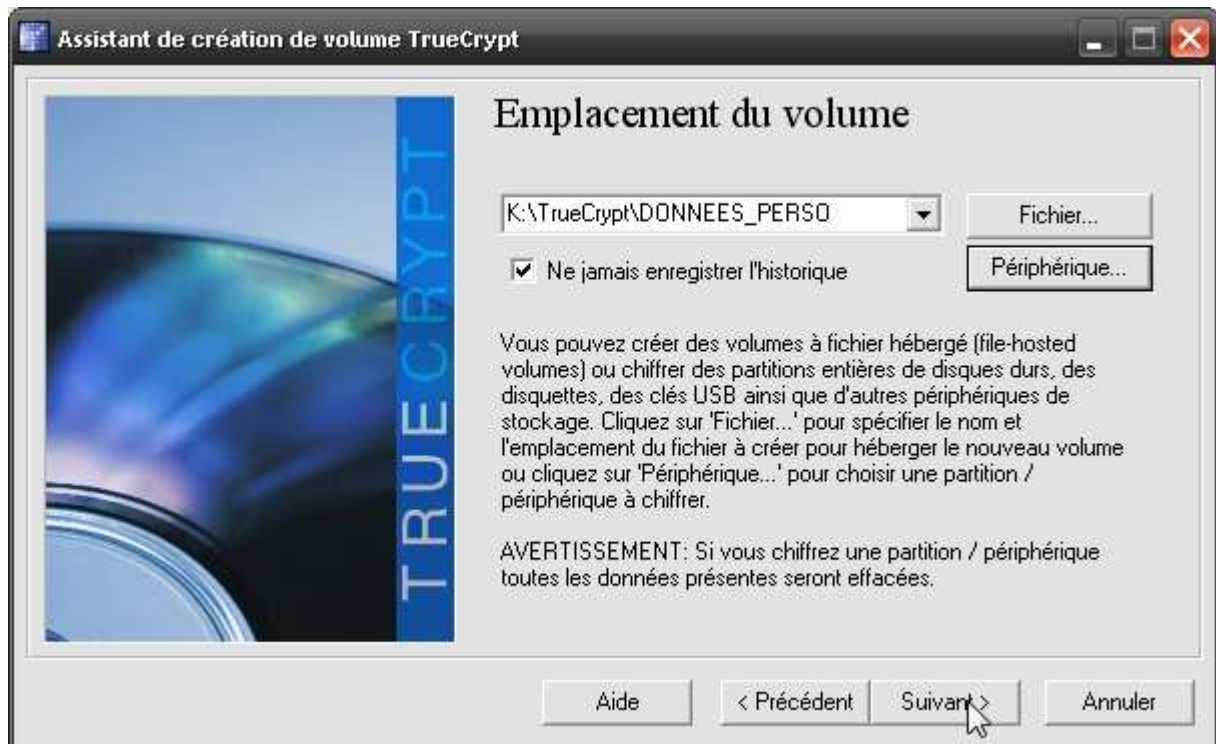 Assistant de création de volume TrueCrypt
TRUECRYPT
Emplacement du volume
K:\TrueCrypt\DONNEES_PERSO
Fichier...
Ne jamais enregistrer l'historique
Périphérique...
Vous pouvez créer des volumes à fichier hébergé (file-hosted
volumes) ou chiffrer des partitions entières de disques durs, des
disquettes, des clés USB ainsi que d'autres périphériques de
stockage. Cliquez sur 'Fichier...' pour spécifier le nom et
l'emplacement du fichier à créer pour héberger le nouveau volume
ou cliquez sur 'Périphérique...' pour choisir une partition /
périphérique à chiffrer.
AVERTISSEMENT: Si vous chiffrez une partition / périphérique
toutes les données présentes seront effacées.
Aide
< Précédent
Suivant >
Annuler